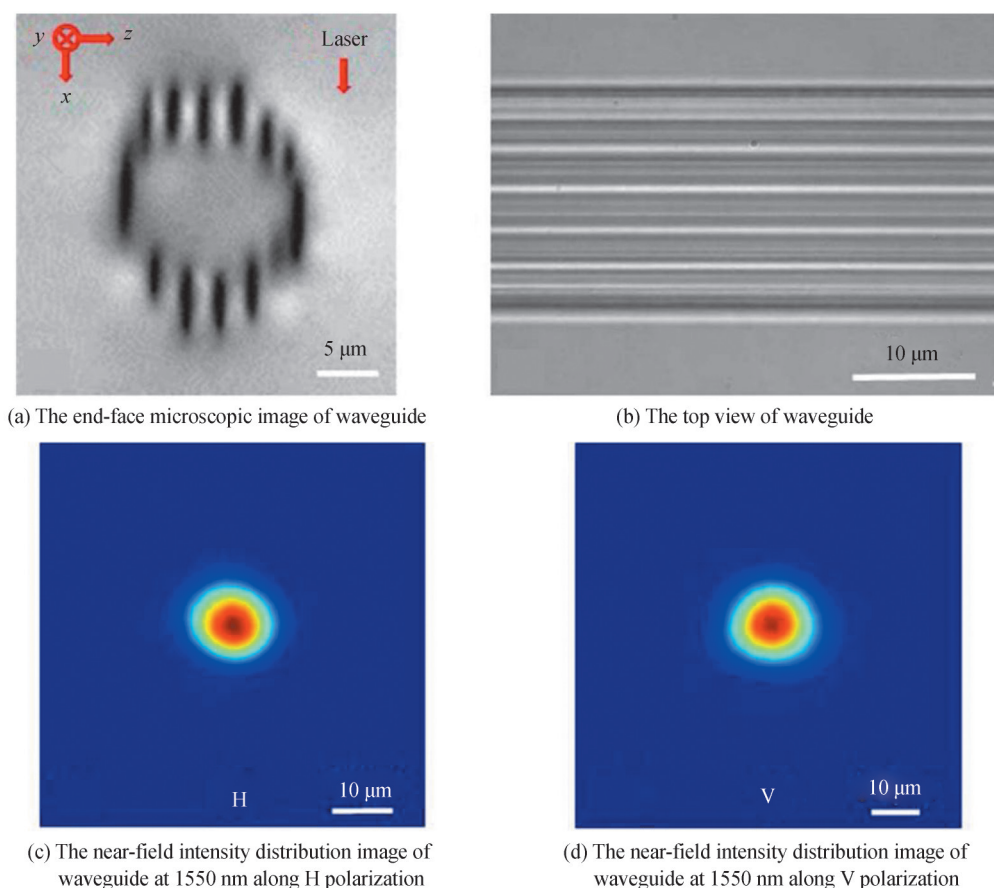 y
z
x
Laser
5 μm
10 μm
(a) The end-face microscopic image of waveguide
(b) The top view of waveguide
H
10 μm
V
10 μm
(c) The near-field intensity distribution image of
waveguide at 1550 nm along H polarization
(d) The near-field intensity distribution image of
waveguide at 1550 nm along V polarization